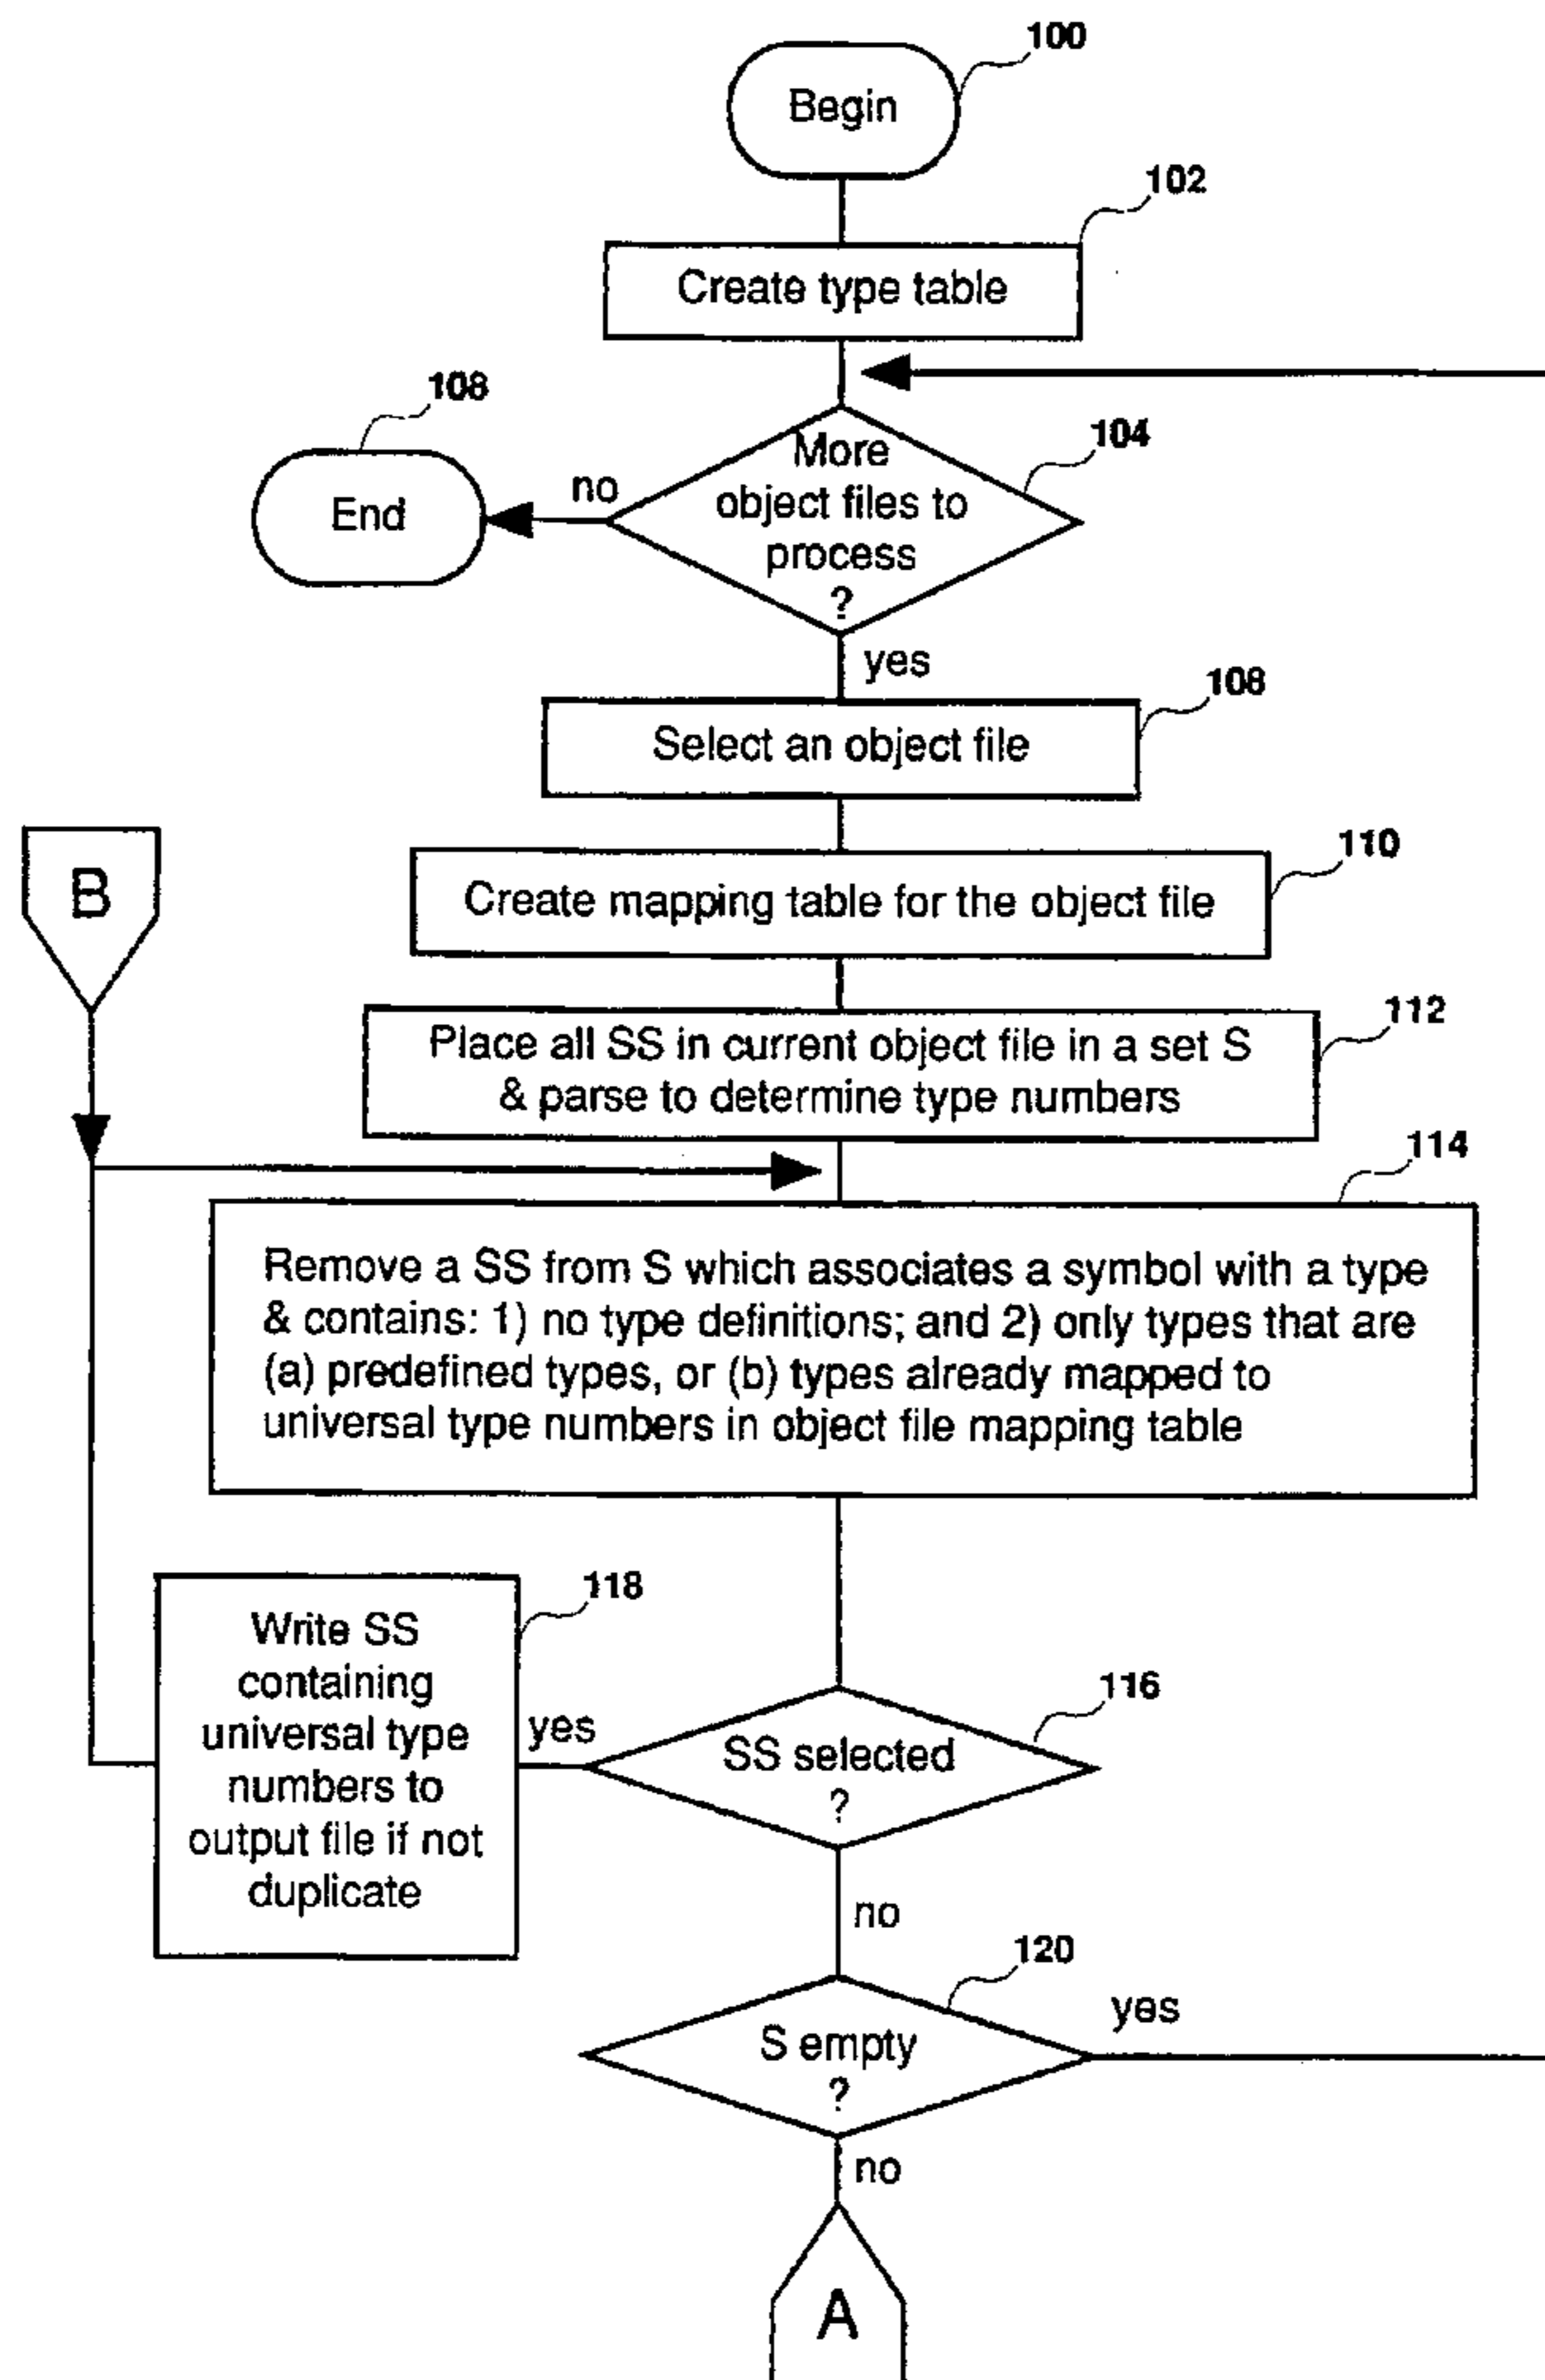 100
Begin
102
Create type table
108
104
More
object files to
process
?
no
End
yes
108
Select an object file
110
Create mapping table for the object file
B
112
Place all SS in current object file in a set S
& parse to determine type numbers
114
Remove a SS from S which associates a symbol with a type
& contains: 1) no type definitions; and 2) only types that are
(a) predefined types, or (b) types already mapped to
universal type numbers in object file mapping table
118
Write SS
containing
universal type
numbers to
output file if not
duplicate
yes
116
SS selected
?
no
120
S empty
?
yes
no
A